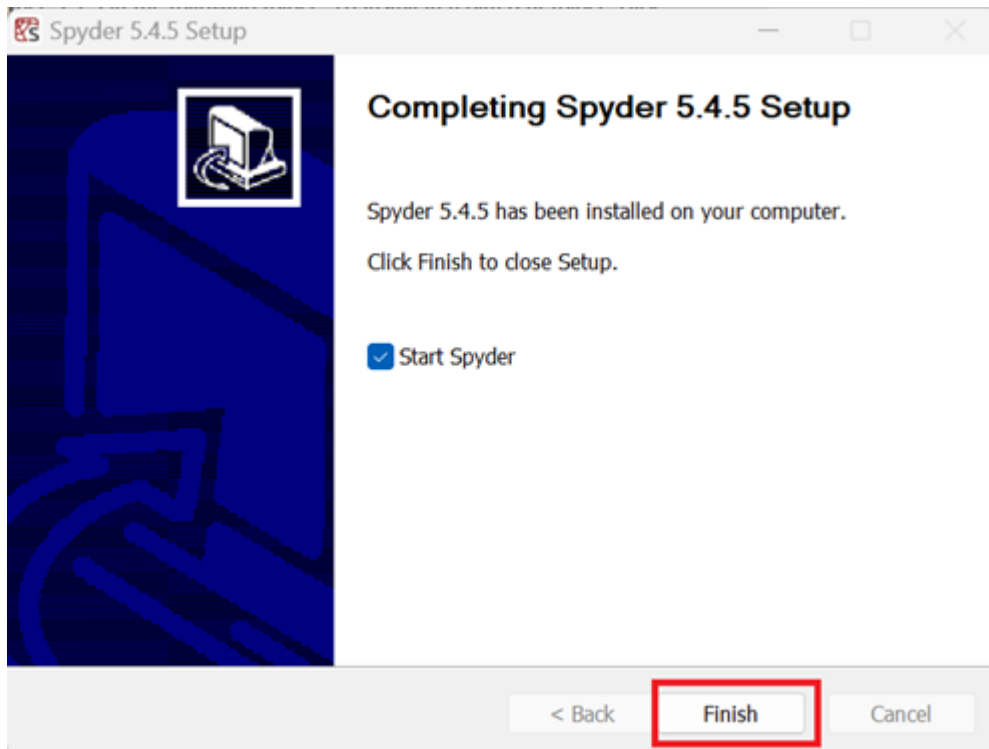 Spyder 5.4.5 Setup
Completing Spyder 5.4.5 Setup
Spyder 5.4.5 has been installed on your computer.
Click Finish to close Setup.
Start Spyder
< Back Finish Cancel